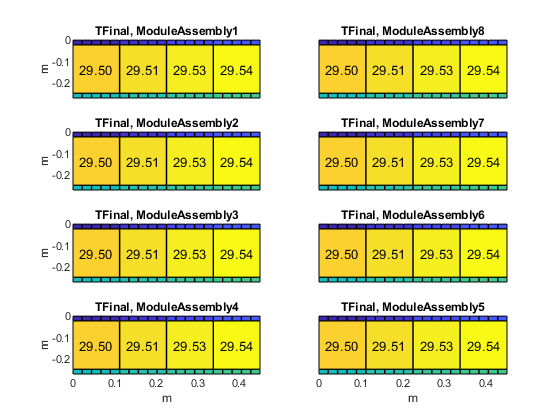 TFinal, ModuleAssembly1
0
-0.1
-0.2
m
29.50 29.51 29.53 29.54
TFinal, ModuleAssembly8
29.50 29.51 29.53 29.54
TFinal, ModuleAssembly2
0
-0.1
-0.2
m
29.50 29.51 29.53 29.54
TFinal, ModuleAssembly7
29.50 29.51 29.53 29.54
TFinal, ModuleAssembly3
0
-0.1
-0.2
m
29.50 29.51 29.53 29.54
TFinal, ModuleAssembly6
29.50 29.51 29.53 29.54
TFinal, ModuleAssembly4
0
-0.1
-0.2
m
29.50 29.51 29.53 29.54
0 0.1 0.2 0.3 0.4
m
TFinal, ModuleAssembly5
29.50 29.51 29.53 29.54
0 0.1 0.2 0.3 0.4
m